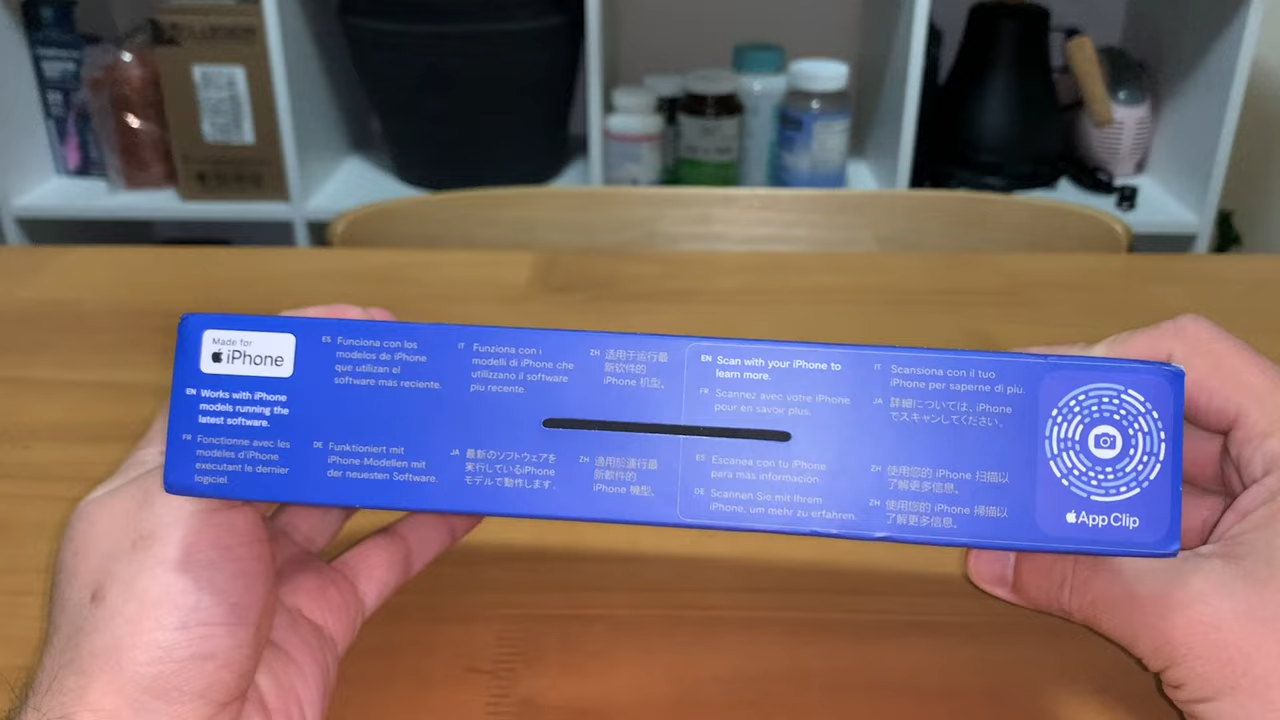 Made for
iPhone
EN Works with iPhone
models running the
latest software.
FR Fonctionne avec les
modèles d'iPhone
exécutant le dernier
logiciel.
ES Funciona con los
modelos de iPhone
que utilizan el
software más reciente.
DE Funktioniert mit
iPhone-Modellen mit
der neuesten Software.
IT Funziona con i
modelli di iPhone che
utilizzano il software
più recente.
JA 最新のソフトウェアを
実行しているiPhone
モデルで動作します。
ZH 适用于运行最
新软件的
iPhone 机型。
ZH 適用於運行最
新軟件的
iPhone 機型。
EN Scan with your iPhone to
learn more.
FR Scannez avec votre iPhone
pour en savoir plus.
ES Escanea con tu iPhone
para más información.
DE Scannen Sie mit Ihrem
iPhone, um mehr zu erfahren.
IT Scansiona con il tuo
iPhone per saperne di più.
JA 詳細については、iPhone
でスキャンしてください。
ZH 使用您的 iPhone 扫描以
了解更多信息。
ZH 使用您的 iPhone 掃描以
了解更多信息。
App Clip